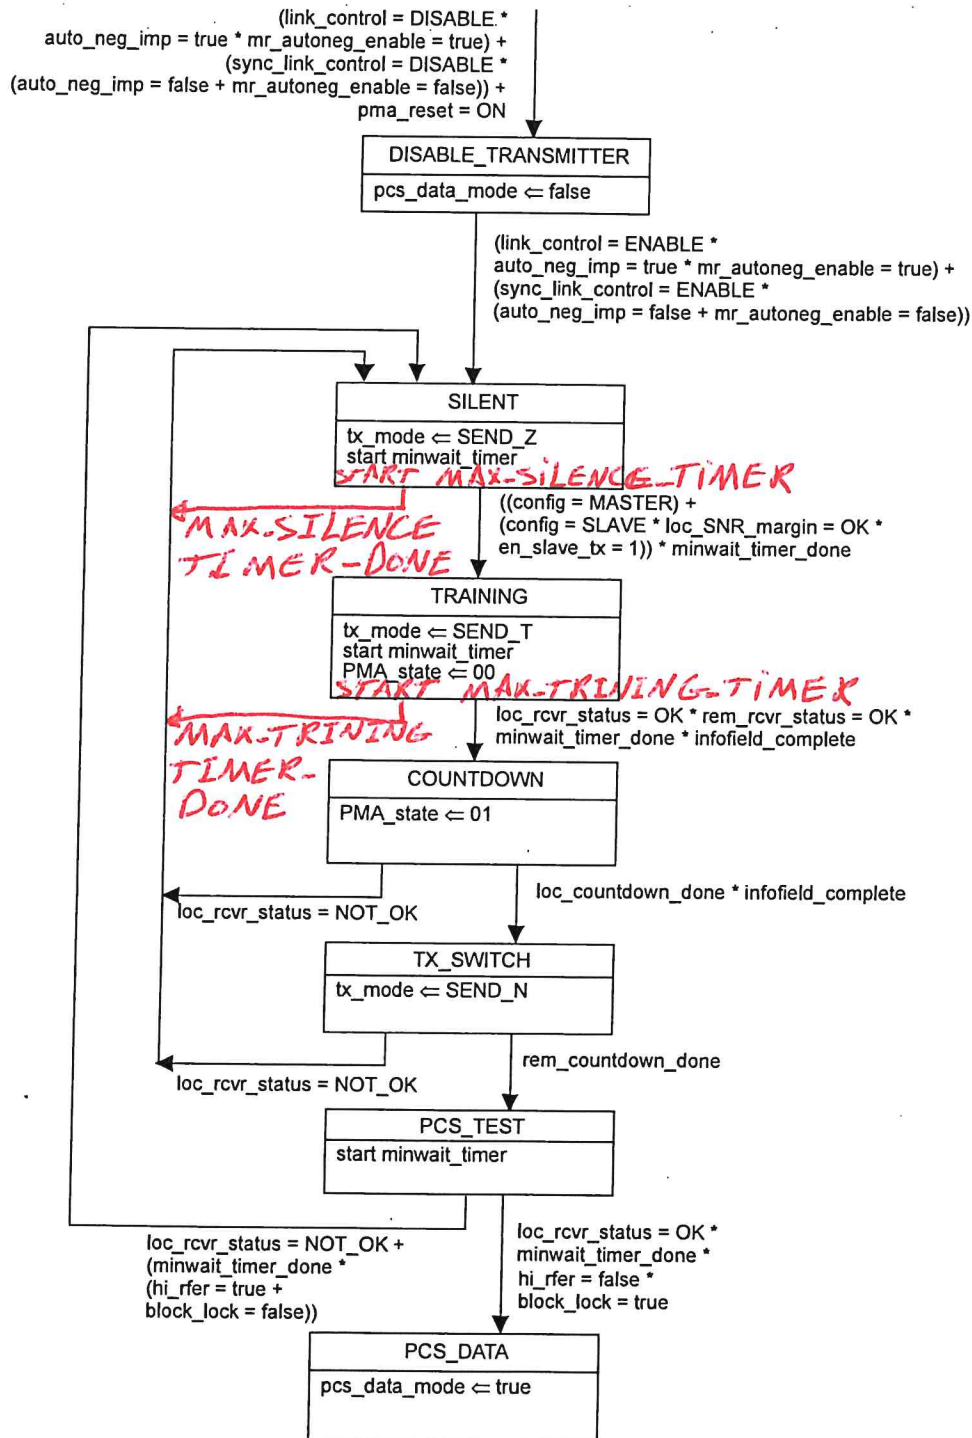 (link_control = DISABLE *
auto_neg_imp = true * mr_autoneg_enable = true) +
(sync_link_control = DISABLE *
(auto_neg_imp = false + mr_autoneg_enable = false)) +
pma_reset = ON
DISABLE_TRANSMITTER
pcs_data_mode ⇐ false
(link_control = ENABLE *
auto_neg_imp = true * mr_autoneg_enable = true) +
(sync_link_control = ENABLE *
(auto_neg_imp = false + mr_autoneg_enable = false))
SILENT
tx_mode ⇐ SEND_Z
start minwait_timer
START MAX-SILENCE-TIMER
MAX-SILENCE
TIMER-DONE
((config = MASTER) +
(config = SLAVE * loc_SNR_margin = OK *
en_slave_tx = 1)) * minwait_timer_done
TRAINING
tx_mode ⇐ SEND_T
start minwait_timer
PMA_state ⇐ 00
START MAX-TRINING-TIMER
MAX-TRINING
TIMER-
DONE
loc_rcvr_status = OK * rem_rcvr_status = OK *
minwait_timer_done * infofield_complete
COUNTDOWN
PMA_state ⇐ 01
loc_rcvr_status = NOT_OK
loc_countdown_done * infofield_complete
TX_SWITCH
tx_mode ⇐ SEND_N
loc_rcvr_status = NOT_OK
rem_countdown_done
PCS_TEST
start minwait_timer
loc_rcvr_status = NOT_OK +
(minwait_timer_done *
(hi_rfer = true +
block_lock = false))
loc_rcvr_status = OK *
minwait_timer_done *
hi_rfer = false *
block_lock = true
PCS_DATA
pcs_data_mode ⇐ true